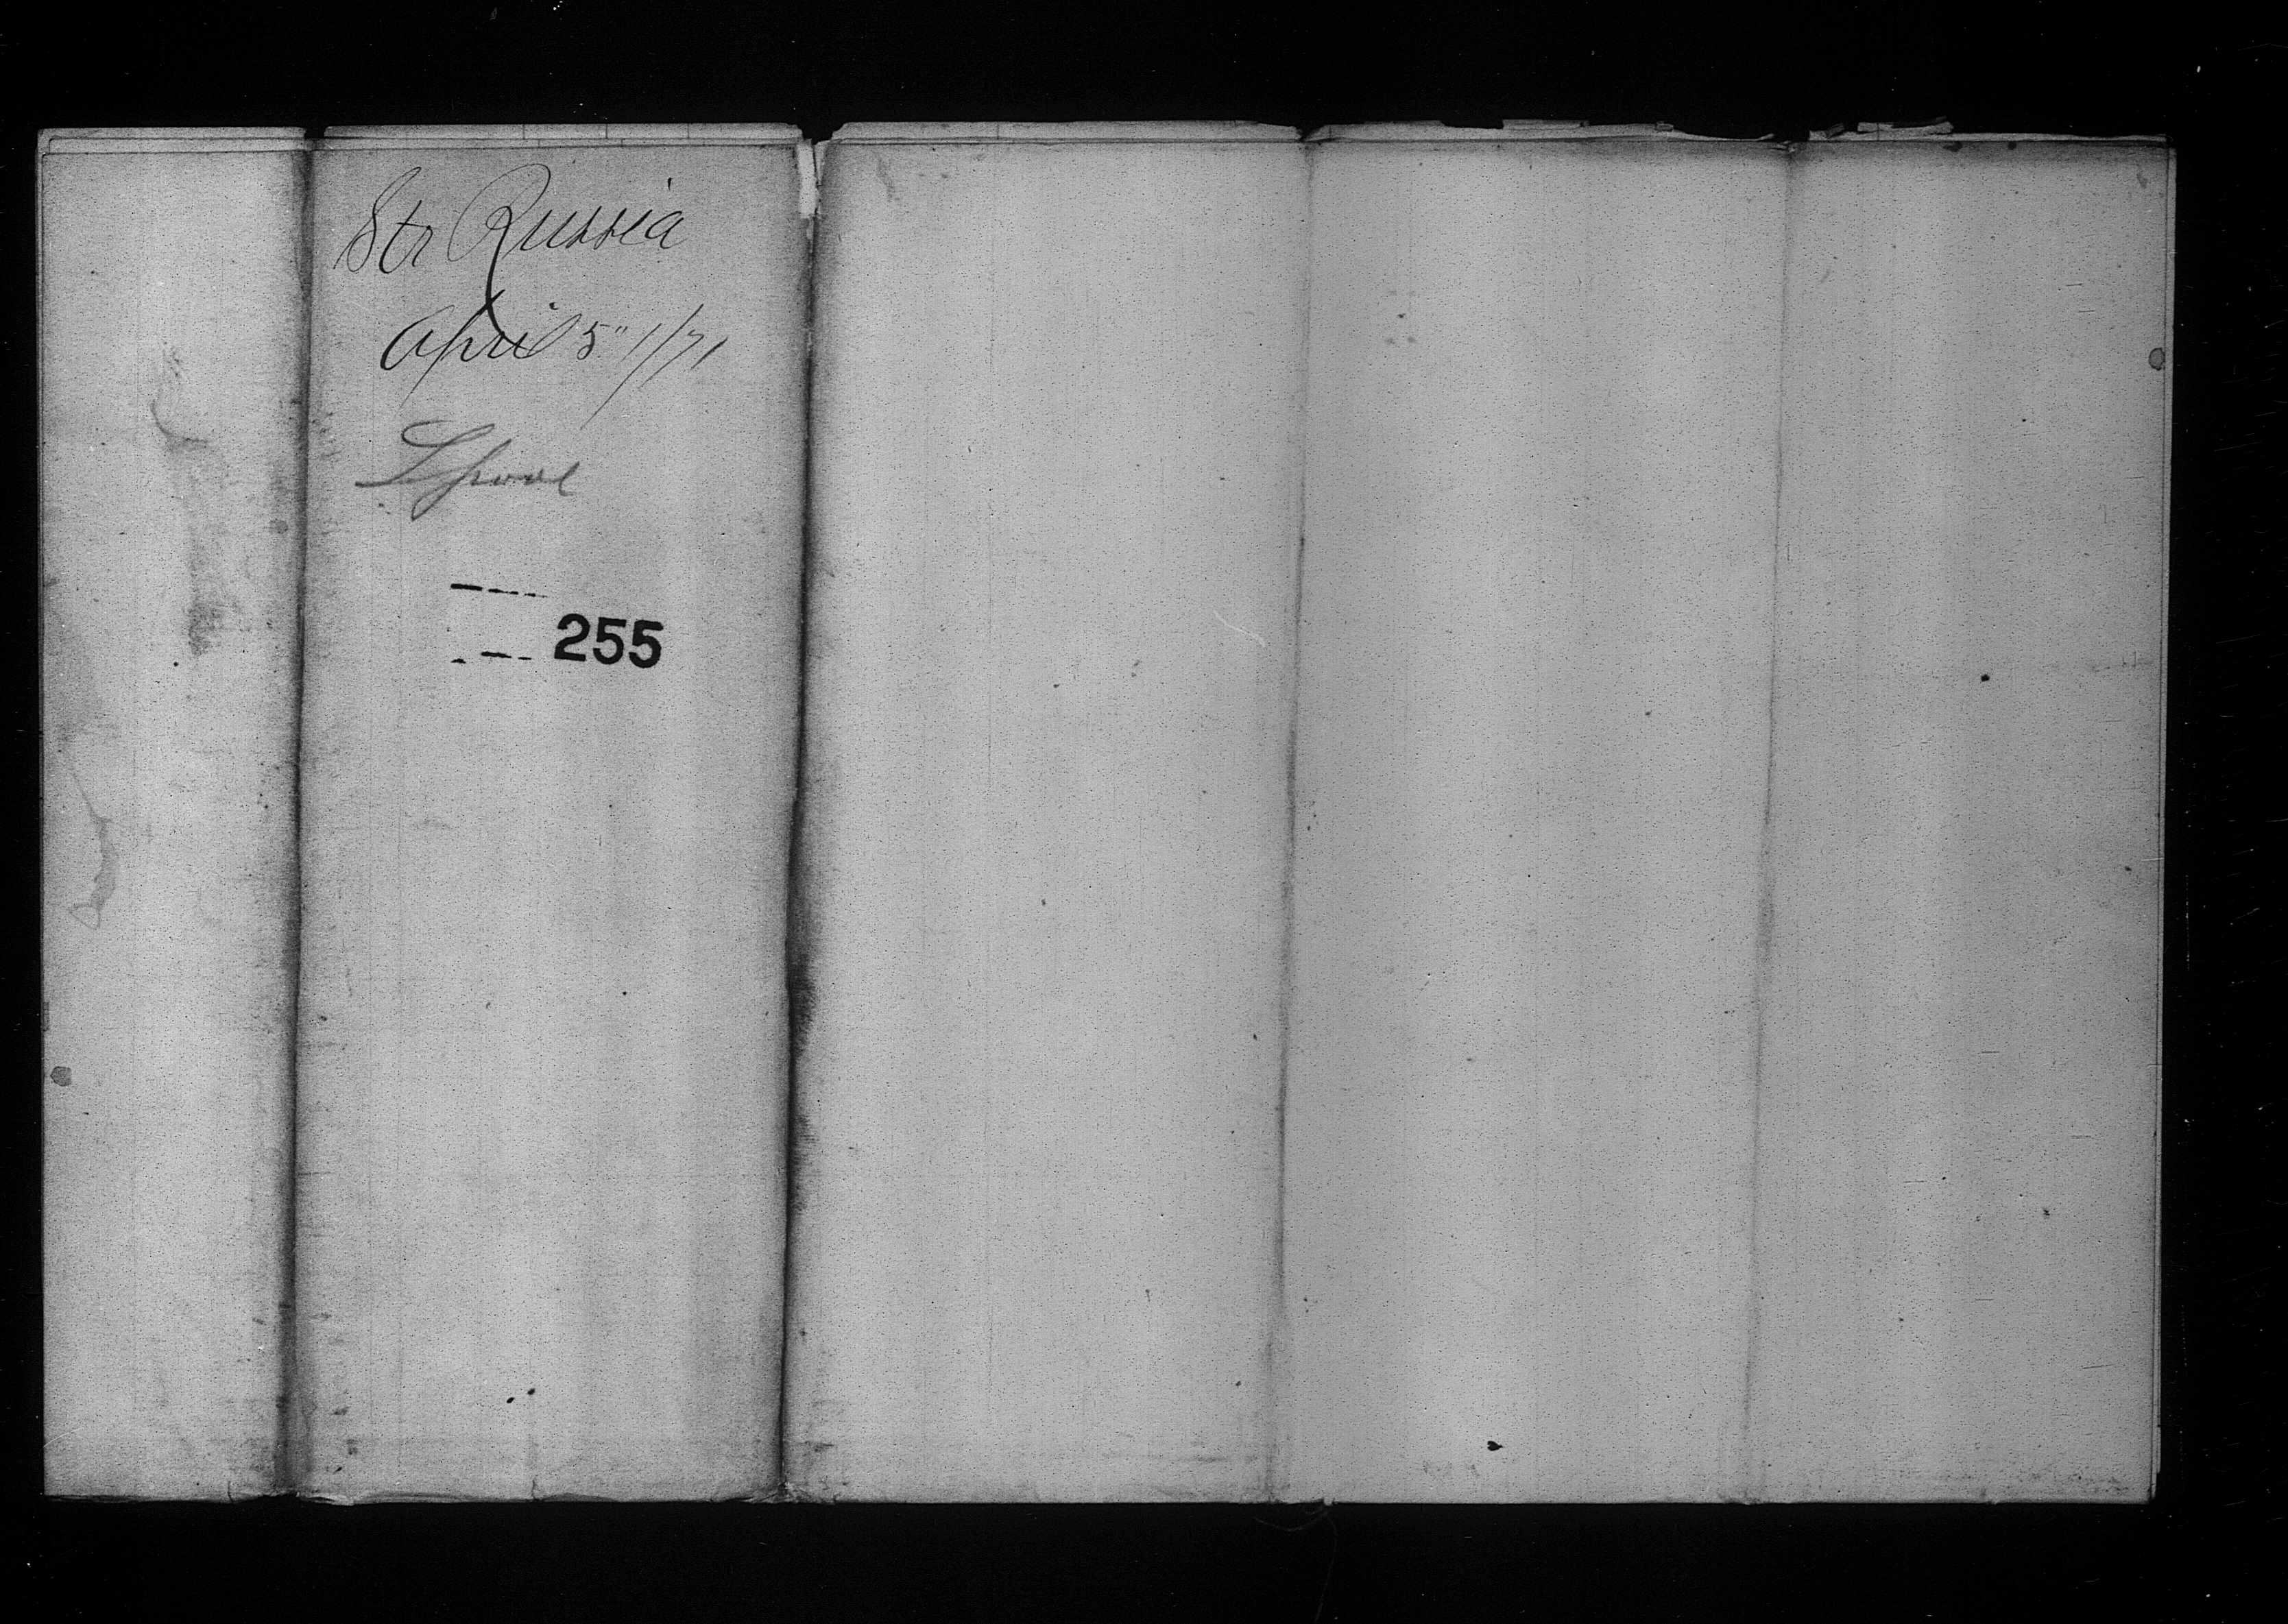 Str Russia
April 5" 1/71
Lpool
255